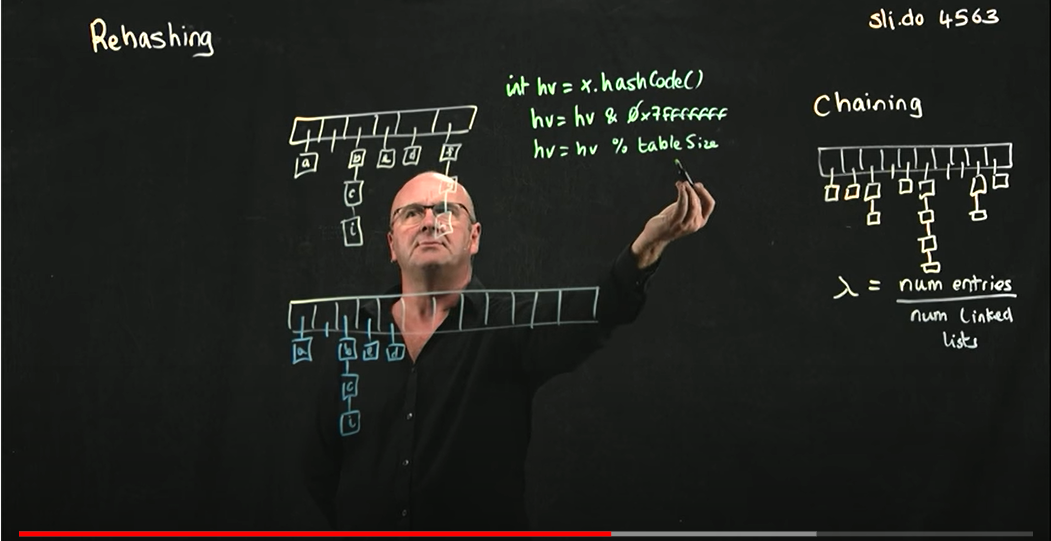 Rehashing
sli.do 4563
int hv = x.hashCode()
hv = hv & 0x7FFFFFFF
hv = hv % tableSize
Chaining
λ = num entries
num linked
lists
a
b
e
d
c
i
a
b
e
d
c
i